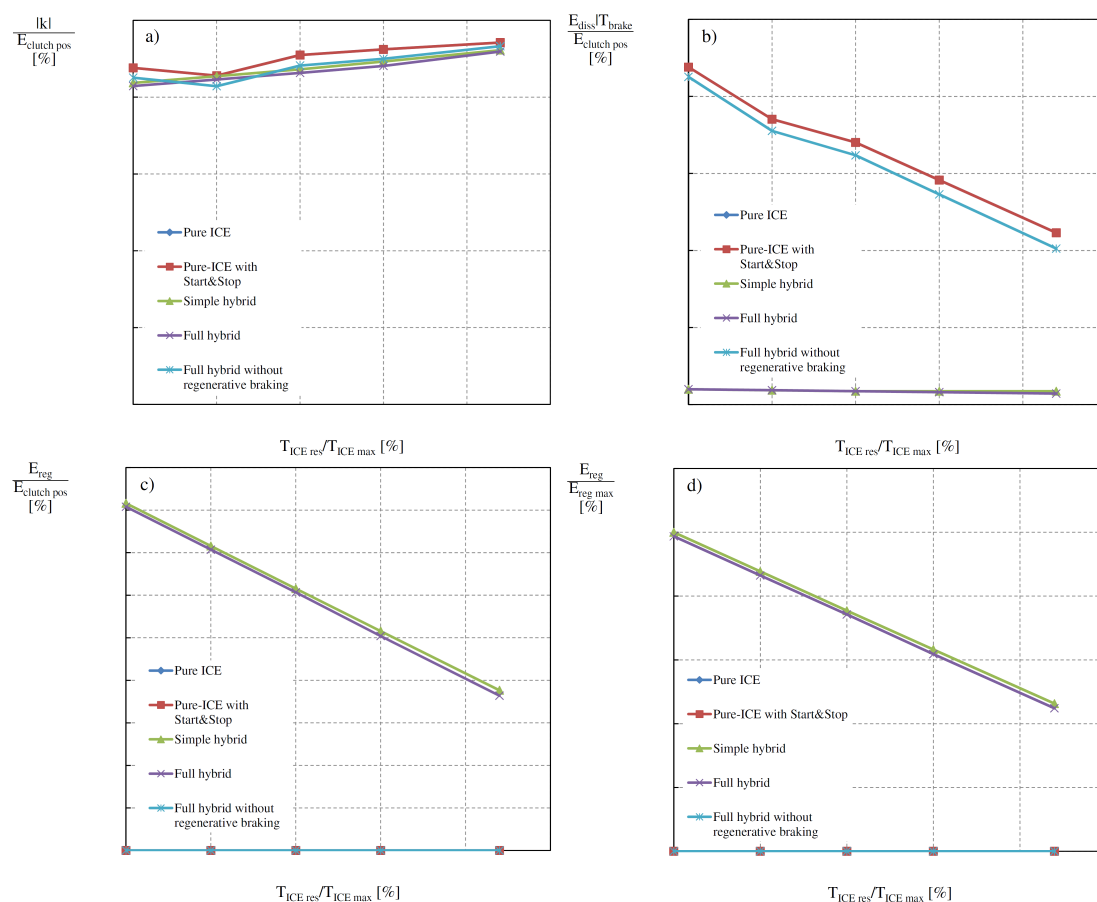 |k|
E_clutch pos
[%]
a)
Pure ICE
Pure-ICE with
Start&Stop
Simple hybrid
Full hybrid
Full hybrid without
regenerative braking
T_ICE res/T_ICE max [%]
E_diss|T_brake
E_clutch pos
[%]
b)
Pure ICE
Pure-ICE with
Start&Stop
Simple hybrid
Full hybrid
Full hybrid without
regenerative braking
T_ICE res/T_ICE max [%]
E_reg
E_clutch pos
[%]
c)
Pure ICE
Pure-ICE with
Start&Stop
Simple hybrid
Full hybrid
Full hybrid without
regenerative braking
T_ICE res/T_ICE max [%]
E_reg
E_reg max
[%]
d)
Pure ICE
Pure-ICE with Start&Stop
Simple hybrid
Full hybrid
Full hybrid without
regenerative braking
T_ICE res/T_ICE max [%]